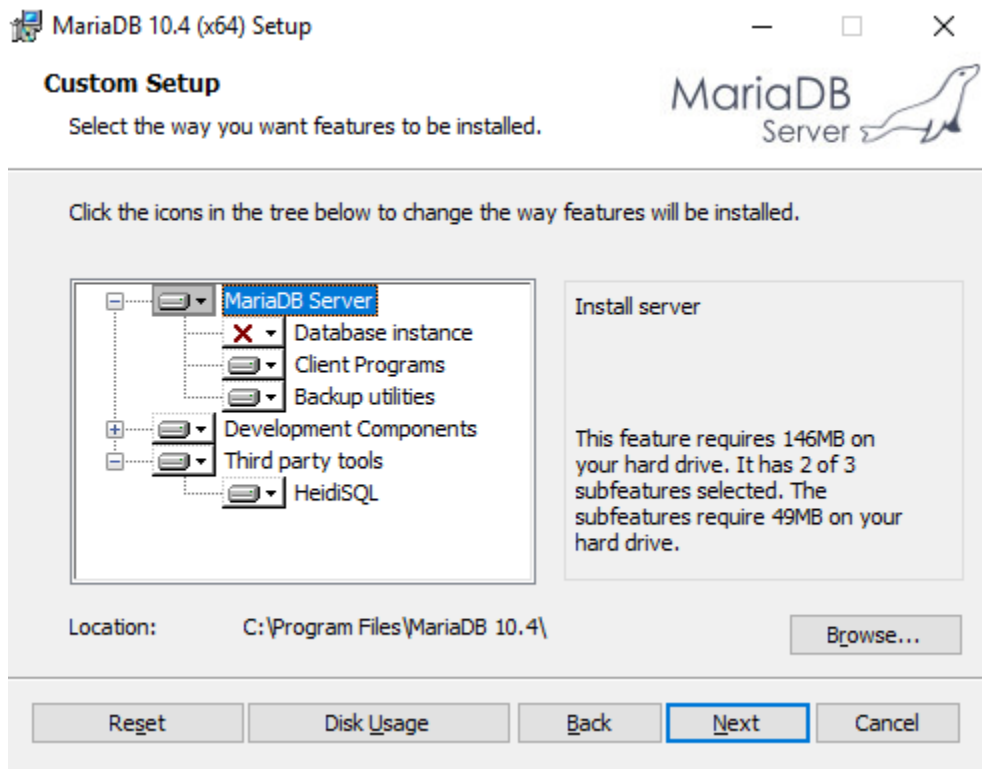 MariaDB 10.4 (x64) Setup
Custom Setup
Select the way you want features to be installed.
MariaDB
Server
Click the icons in the tree below to change the way features will be installed.
MariaDB Server
Database instance
Client Programs
Backup utilities
Development Components
Third party tools
HeidiSQL
Install server
This feature requires 146MB on
your hard drive. It has 2 of 3
subfeatures selected. The
subfeatures require 49MB on your
hard drive.
Location: C:\Program Files\MariaDB 10.4\
Browse...
Reset Disk Usage Back Next Cancel